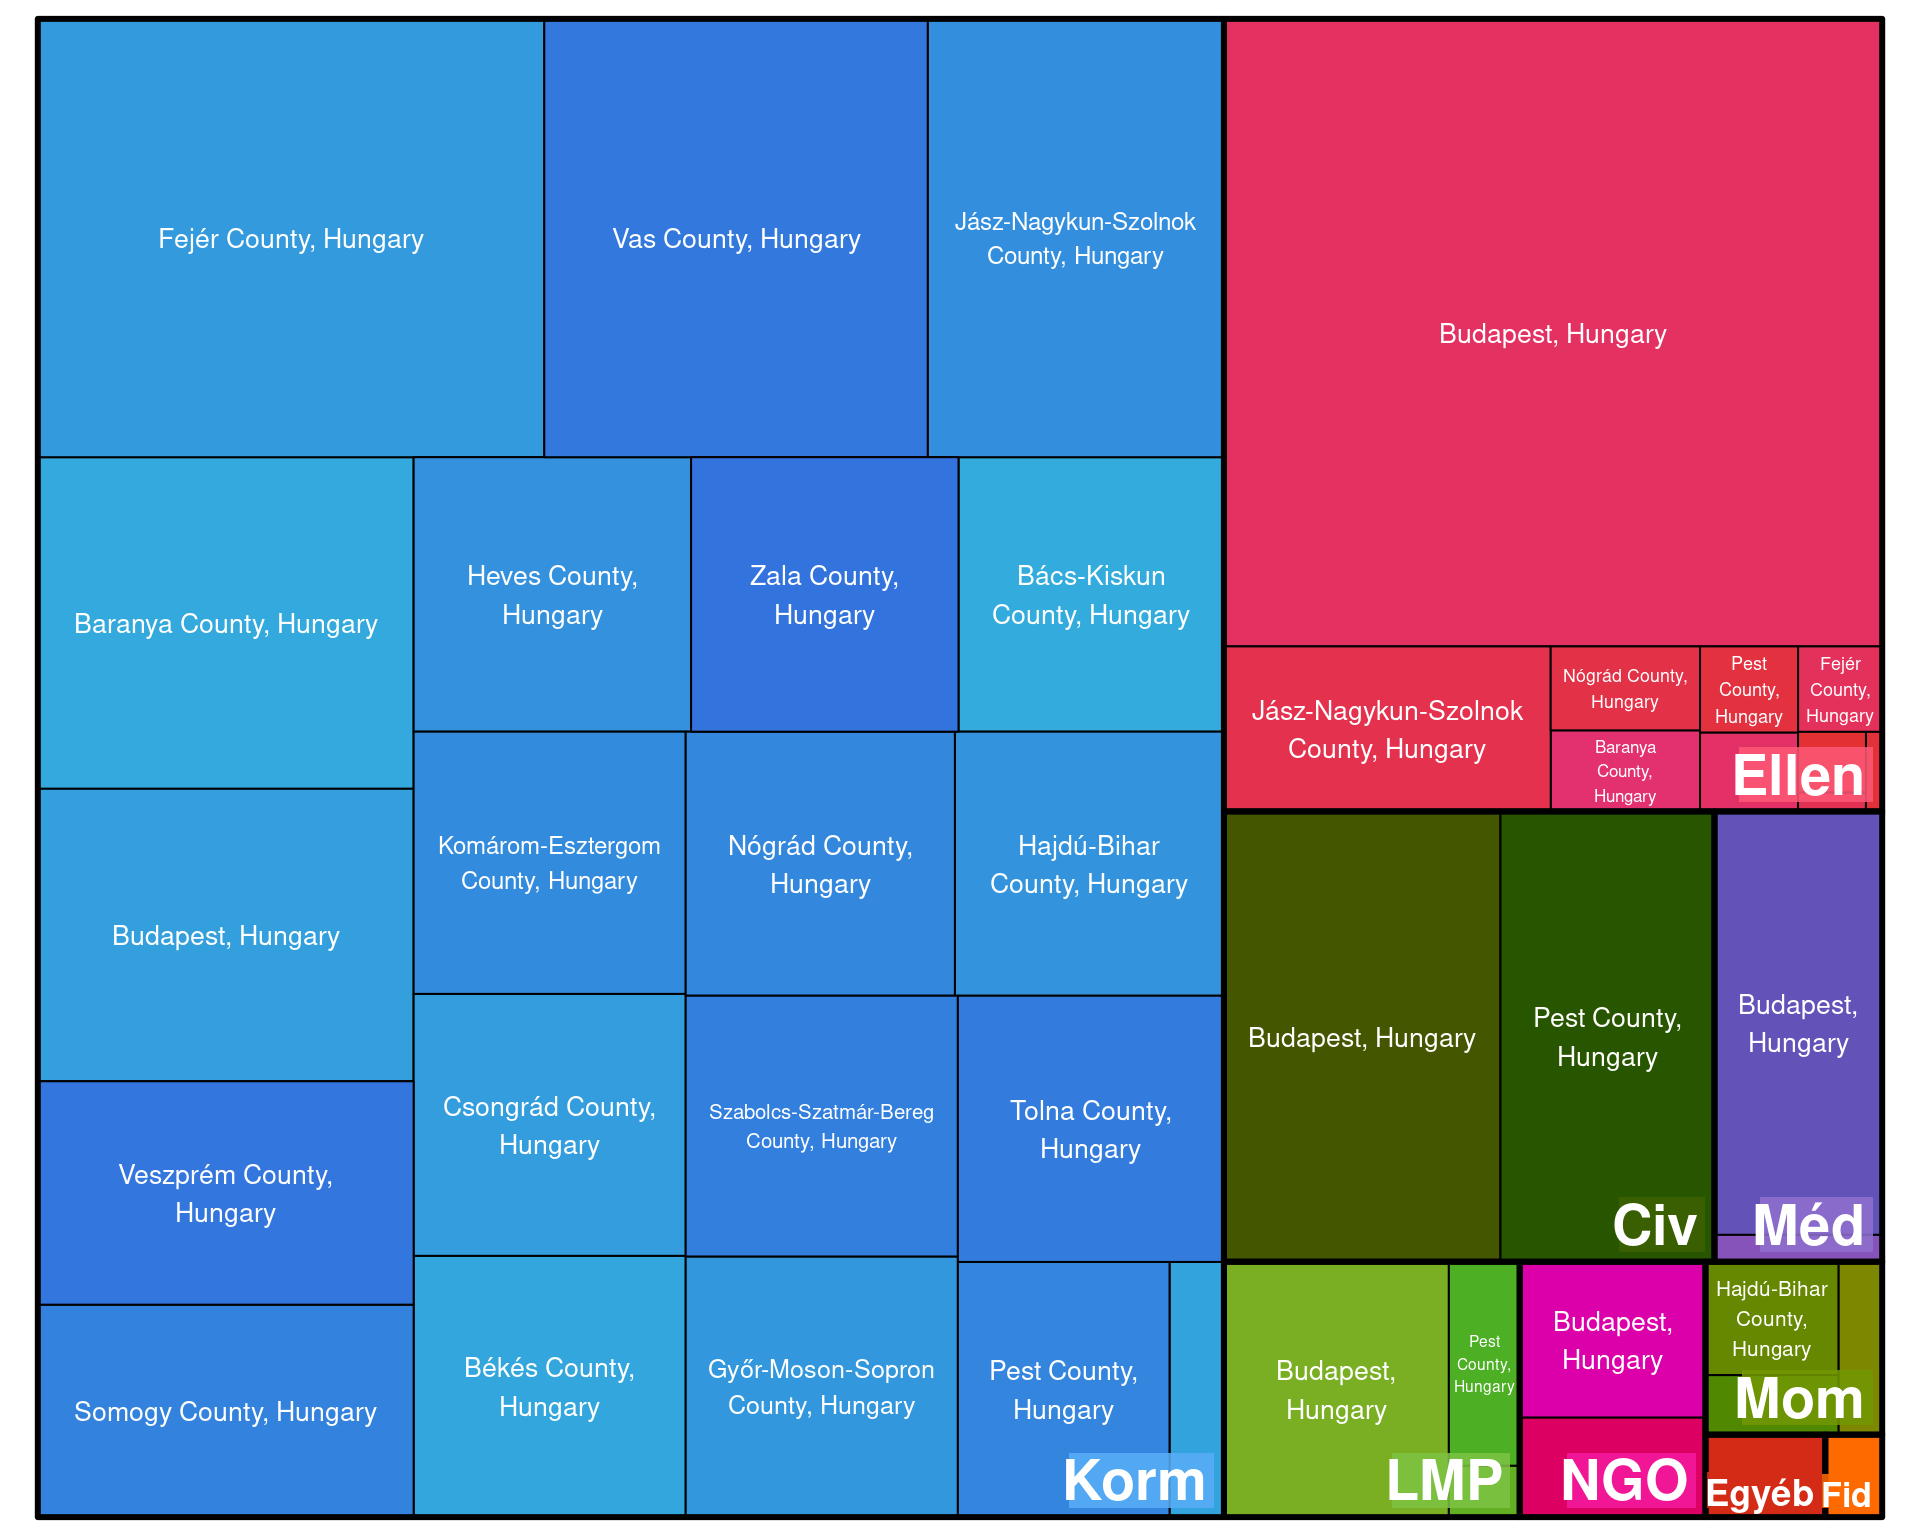 Fejér County, Hungary
Vas County, Hungary
Jász-Nagykun-Szolnok
County, Hungary
Baranya County, Hungary
Heves County,
Hungary
Zala County,
Hungary
Bács-Kiskun
County, Hungary
Budapest, Hungary
Komárom-Esztergom
County, Hungary
Nógrád County,
Hungary
Hajdú-Bihar
County, Hungary
Veszprém County,
Hungary
Csongrád County,
Hungary
Szabolcs-Szatmár-Bereg
County, Hungary
Tolna County,
Hungary
Somogy County, Hungary
Békés County,
Hungary
Győr-Moson-Sopron
County, Hungary
Pest County,
Hungary
Korm
Budapest, Hungary
Jász-Nagykun-Szolnok
County, Hungary
Nógrád County,
Hungary
Baranya
County,
Hungary
Pest
County,
Hungary
Fejér
County,
Hungary
Ellen
Budapest, Hungary
Pest County,
Hungary
Civ
Budapest,
Hungary
Méd
Budapest,
Hungary
Pest
County,
Hungary
LMP
Budapest,
Hungary
NGO
Hajdú-Bihar
County,
Hungary
Mom
Egyéb
Fid